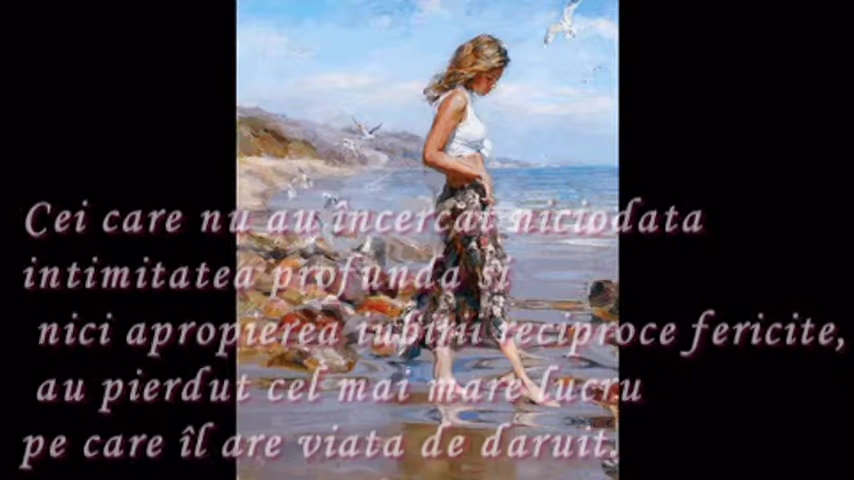 Cei care nu au încercat niciodata
intimitatea profunda si
nici apropierea iubirii reciproce fericite,
au pierdut cel mai mare lucru
pe care îl are viata de daruit.